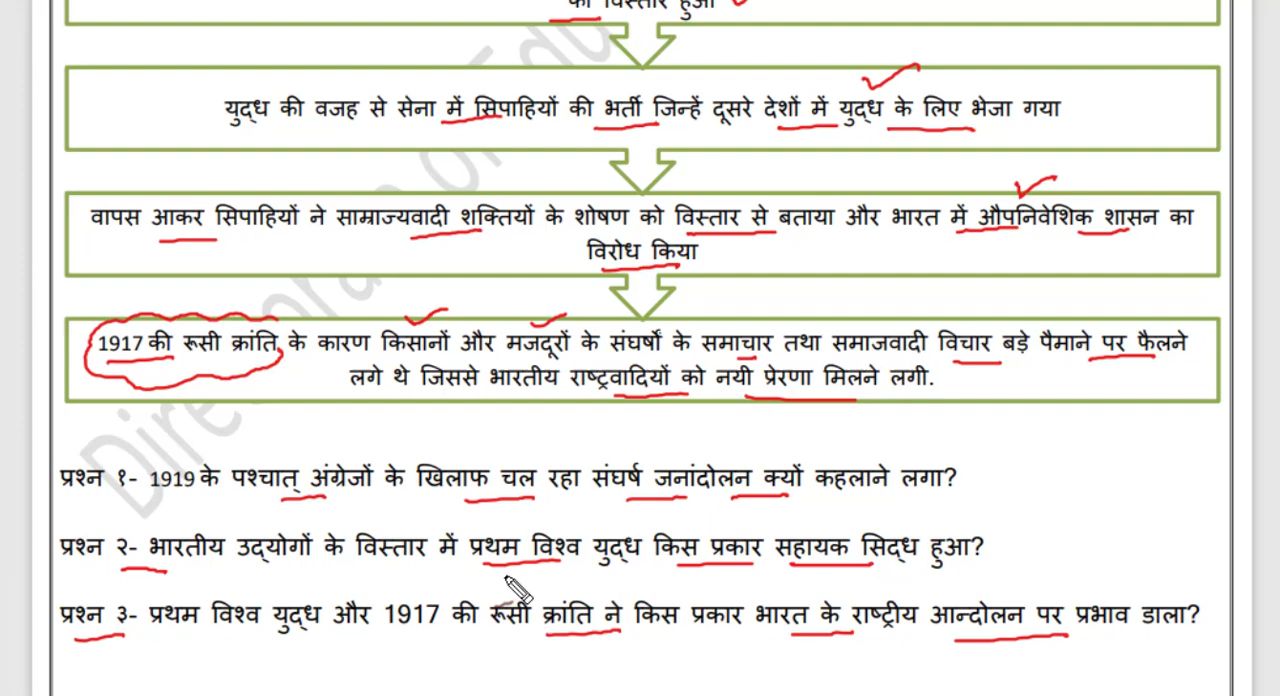 का विस्तार हुआ
युद्ध की वजह से सेना में सिपाहियों की भर्ती जिन्हें दूसरे देशों में युद्ध के लिए भेजा गया
वापस आकर सिपाहियों ने साम्राज्यवादी शक्तियों के शोषण को विस्तार से बताया और भारत में औपनिवेशिक शासन का
विरोध किया
1917 की रूसी क्रांति के कारण किसानों और मजदूरों के संघर्षों के समाचार तथा समाजवादी विचार बड़े पैमाने पर फैलने
लगे थे जिससे भारतीय राष्ट्रवादियों को नयी प्रेरणा मिलने लगी.
प्रश्न १- 1919 के पश्चात् अंग्रेजों के खिलाफ चल रहा संघर्ष जनांदोलन क्यों कहलाने लगा?
प्रश्न २- भारतीय उद्योगों के विस्तार में प्रथम विश्व युद्ध किस प्रकार सहायक सिद्ध हुआ?
प्रश्न ३- प्रथम विश्व युद्ध और 1917 की रूसी क्रांति ने किस प्रकार भारत के राष्ट्रीय आन्दोलन पर प्रभाव डाला?